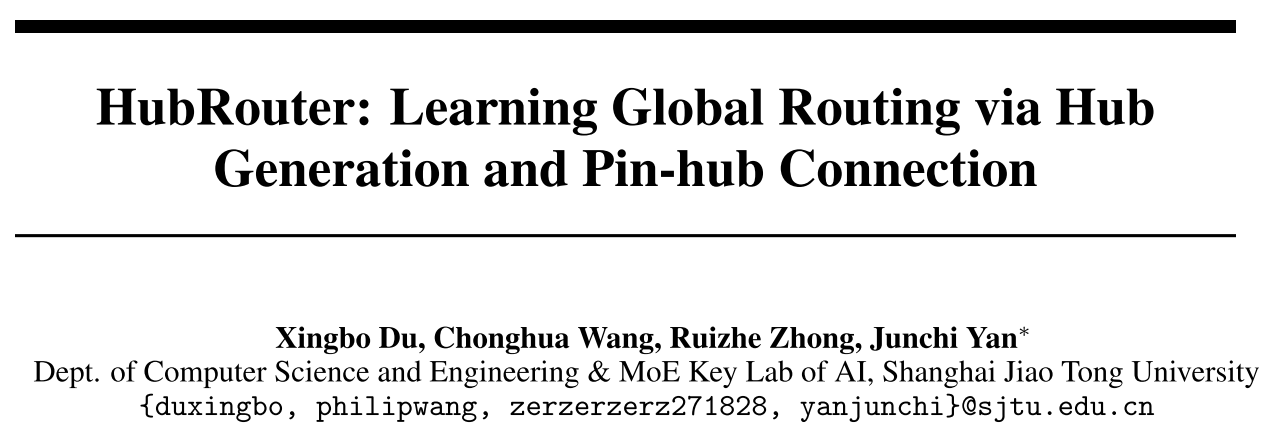 HubRouter: Learning Global Routing via Hub
Generation and Pin-hub Connection
Xingbo Du, Chonghua Wang, Ruizhe Zhong, Junchi Yan*
Dept. of Computer Science and Engineering & MoE Key Lab of AI, Shanghai Jiao Tong University
{duxingbo, philipwang, zerzerzerz271828, yanjunchi}@sjtu.edu.cn